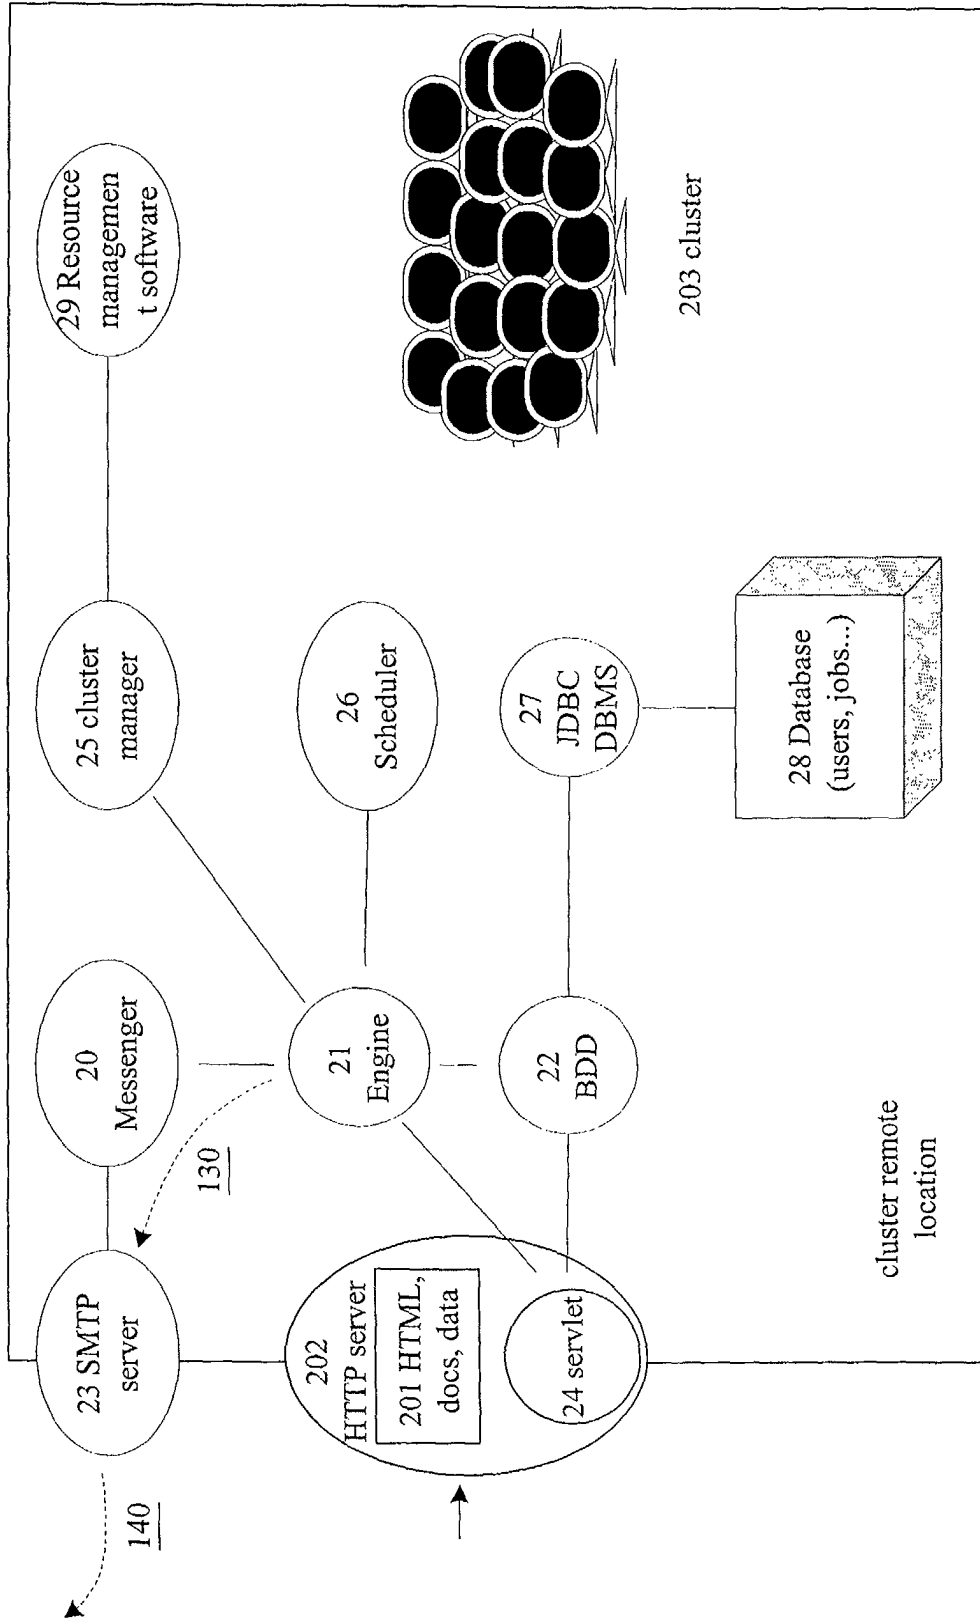 23 SMTP
server
20
Messenger
25 cluster
manager
29 Resource
managemen
t software
140
130
202
HTTP server
201 HTML,
docs, data
24 servlet
21
Engine
26
Scheduler
22
BDD
27
JDBC
DBMS
28 Database
(users, jobs...)
203 cluster
cluster remote
location